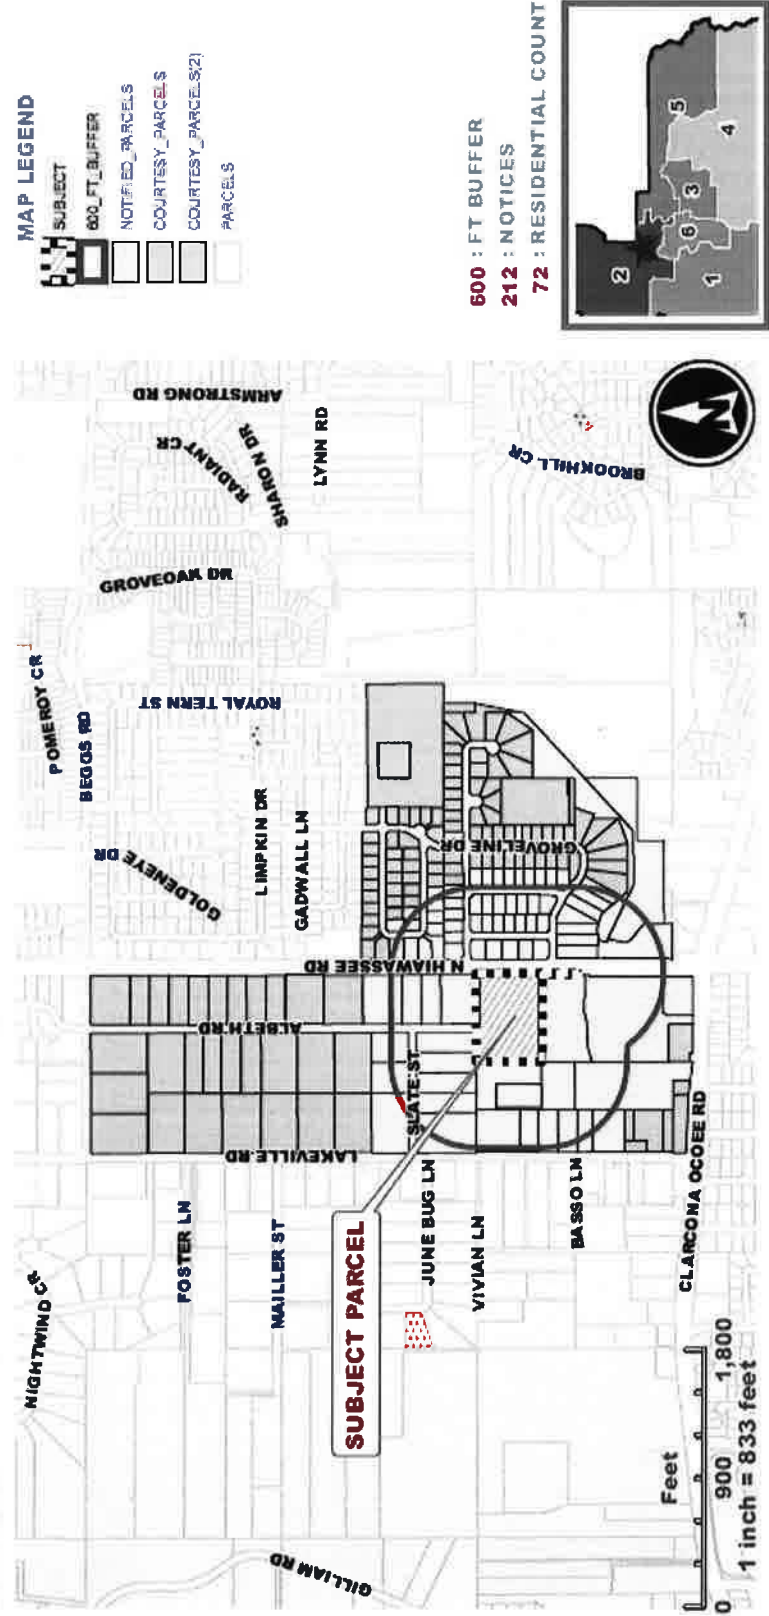 MAP LEGEND
SUBJECT
600_FT_BUFFER
NOTIFIED_PARCELS
COURTESY_PARCELS
COURTESY_PARCELS(2)
PARCELS
600 : FT BUFFER
212 : NOTICES
72 : RESIDENTIAL COUNT
1
2
3
4
5
6
N
NIGHTWIND CR
POMEROY CR
BEGGS RD
GOLDENEYE DR
GROVEOAK DR
ARMSTRONG RD
RADIANT CR
SHARON DR
ROYAL TERN ST
LYNN RD
FOSTER LN
LIMPKIN DR
MAILLER ST
GADWALL LN
ALBETH RD
LAKEVILLE RD
N HIAWASSEE RD
GILLIAM RD
SUBJECT PARCEL
SLATE ST
JUNE BUG LN
VIVIAN LN
GROVELINE DR
BASSO LN
BROOKHILL CR
CLARCONA OCOEE RD
Feet
0 900 1,800
1 inch = 833 feet